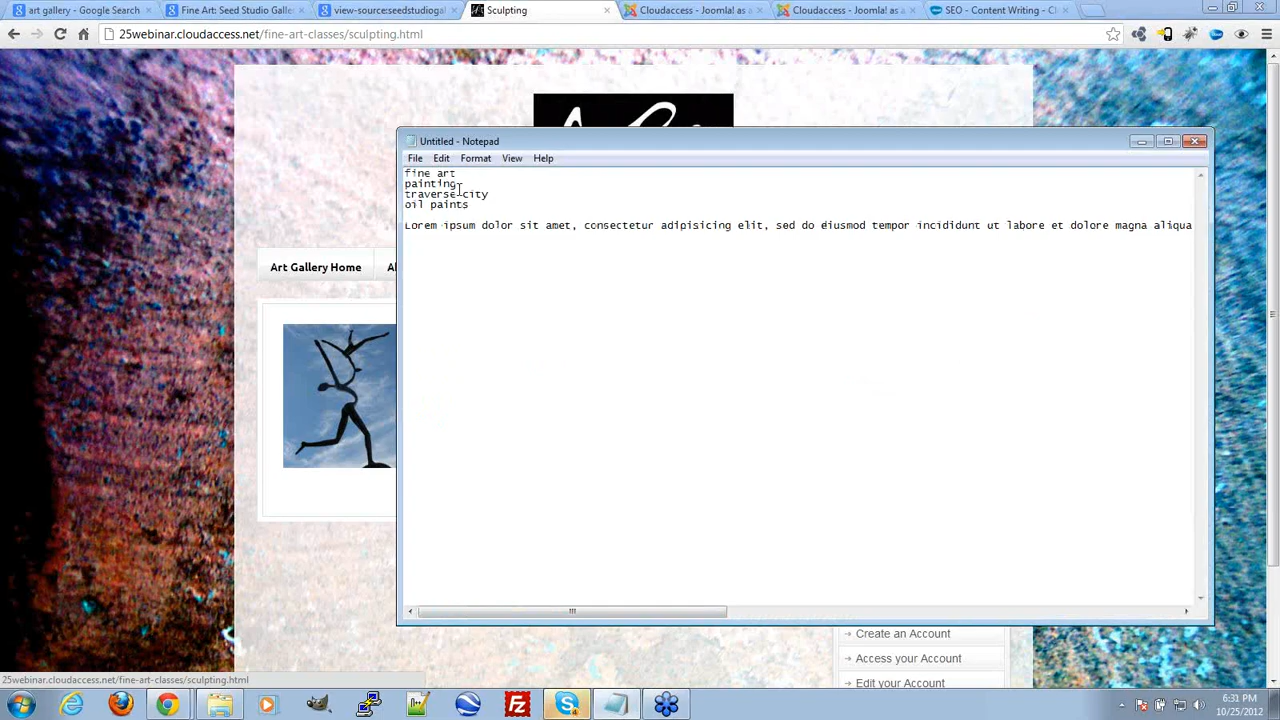 art gallery - Google Search
Fine Art: Seed Studio Galle
view-source:seedstudiogal
Sculpting
Cloudaccess - Joomla! as a
Cloudaccess - Joomla! as a
SEO - Content Writing - Cl
25webinar.cloudaccess.net/fine-art-classes/sculpting.html
Untitled - Notepad
File Edit Format View Help
fine art
painting
traverse city
oil paints
Lorem ipsum dolor sit amet, consectetur adipisicing elit, sed do eiusmod tempor incididunt ut labore et dolore magna aliqua
Art Gallery Home
Create an Account
Access your Account
Edit your Account
25webinar.cloudaccess.net/fine-art-classes/sculpting.html
6:31 PM
10/25/2012